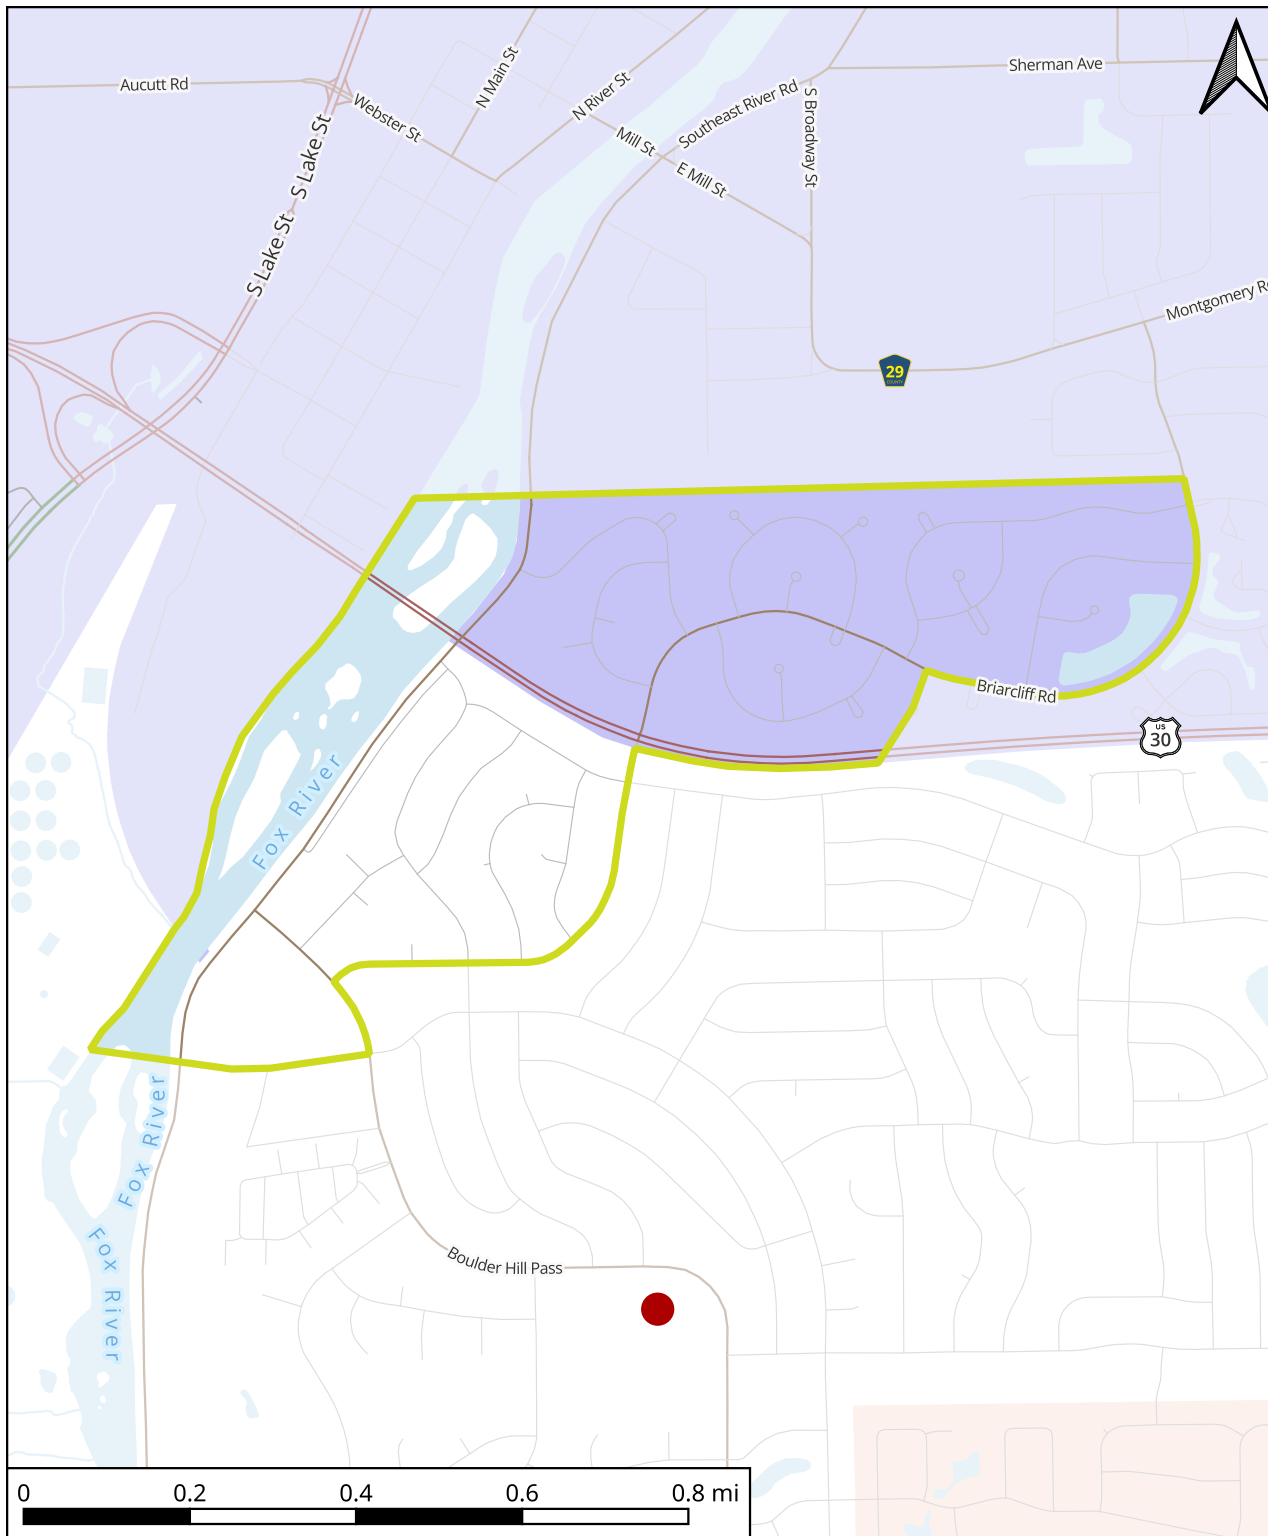 Aucutt Rd
N Main St
N River St
Webster St
Southeast River Rd
Sherman Ave
S Lake St
S Lake St
Mill St
E Mill St
S Broadway St
Montgomery R
29
COUNTY
Briarcliff Rd
US
30
Fox River
Fox River
Fox River
Boulder Hill Pass
0 0.2 0.4 0.6 0.8 mi